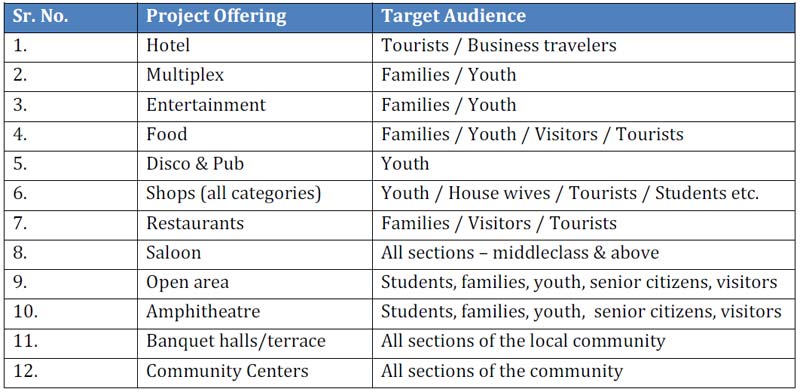 Sr. No. Project Offering Target Audience
1. Hotel Tourists / Business travelers
2. Multiplex Families / Youth
3. Entertainment Families / Youth
4. Food Families / Youth / Visitors / Tourists
5. Disco & Pub Youth
6. Shops (all categories) Youth / House wives / Tourists / Students etc.
7. Restaurants Families / Visitors / Tourists
8. Saloon All sections – middleclass & above
9. Open area Students, families, youth, senior citizens, visitors
10. Amphitheatre Students, families, youth, senior citizens, visitors
11. Banquet halls/terrace All sections of the local community
12. Community Centers All sections of the community